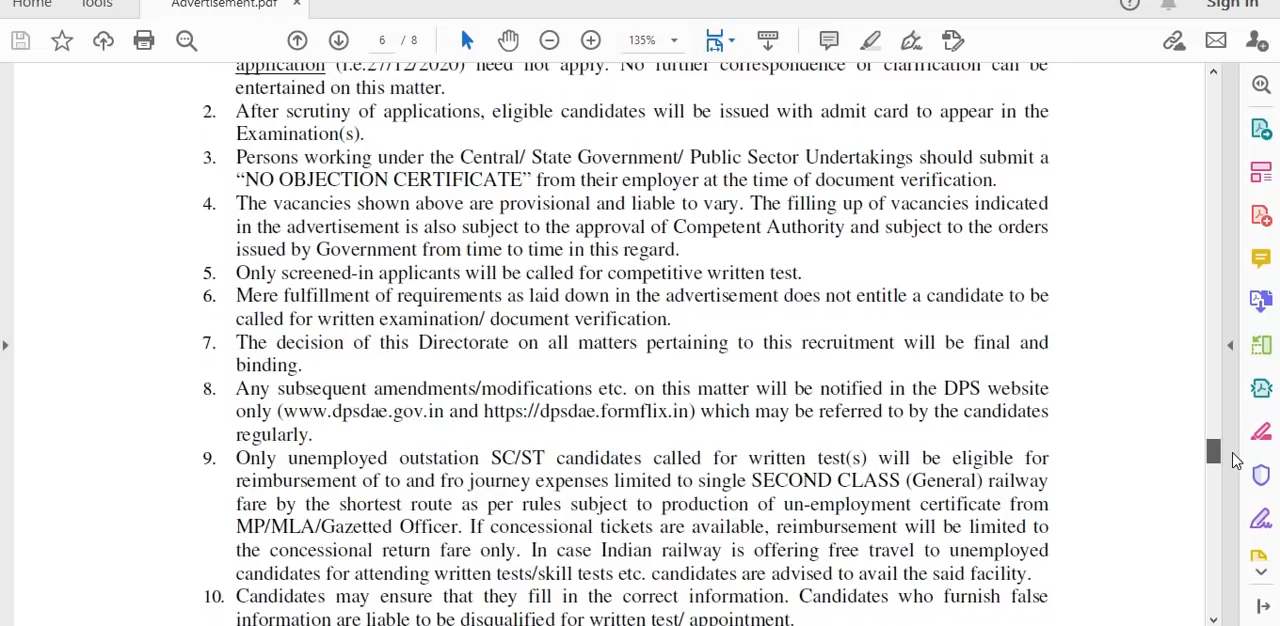 Home Tools Advertisement.pdf × Sign In
6 / 8 135%
application (i.e.27/12/2020) need not apply. No further correspondence or clarification can be
entertained on this matter.
2. After scrutiny of applications, eligible candidates will be issued with admit card to appear in the
Examination(s).
3. Persons working under the Central/ State Government/ Public Sector Undertakings should submit a
“NO OBJECTION CERTIFICATE” from their employer at the time of document verification.
4. The vacancies shown above are provisional and liable to vary. The filling up of vacancies indicated
in the advertisement is also subject to the approval of Competent Authority and subject to the orders
issued by Government from time to time in this regard.
5. Only screened-in applicants will be called for competitive written test.
6. Mere fulfillment of requirements as laid down in the advertisement does not entitle a candidate to be
called for written examination/ document verification.
7. The decision of this Directorate on all matters pertaining to this recruitment will be final and
binding.
8. Any subsequent amendments/modifications etc. on this matter will be notified in the DPS website
only (www.dpsdae.gov.in and https://dpsdae.formflix.in) which may be referred to by the candidates
regularly.
9. Only unemployed outstation SC/ST candidates called for written test(s) will be eligible for
reimbursement of to and fro journey expenses limited to single SECOND CLASS (General) railway
fare by the shortest route as per rules subject to production of un-employment certificate from
MP/MLA/Gazetted Officer. If concessional tickets are available, reimbursement will be limited to
the concessional return fare only. In case Indian railway is offering free travel to unemployed
candidates for attending written tests/skill tests etc. candidates are advised to avail the said facility.
10. Candidates may ensure that they fill in the correct information. Candidates who furnish false
information are liable to be disqualified for written test/ appointment.